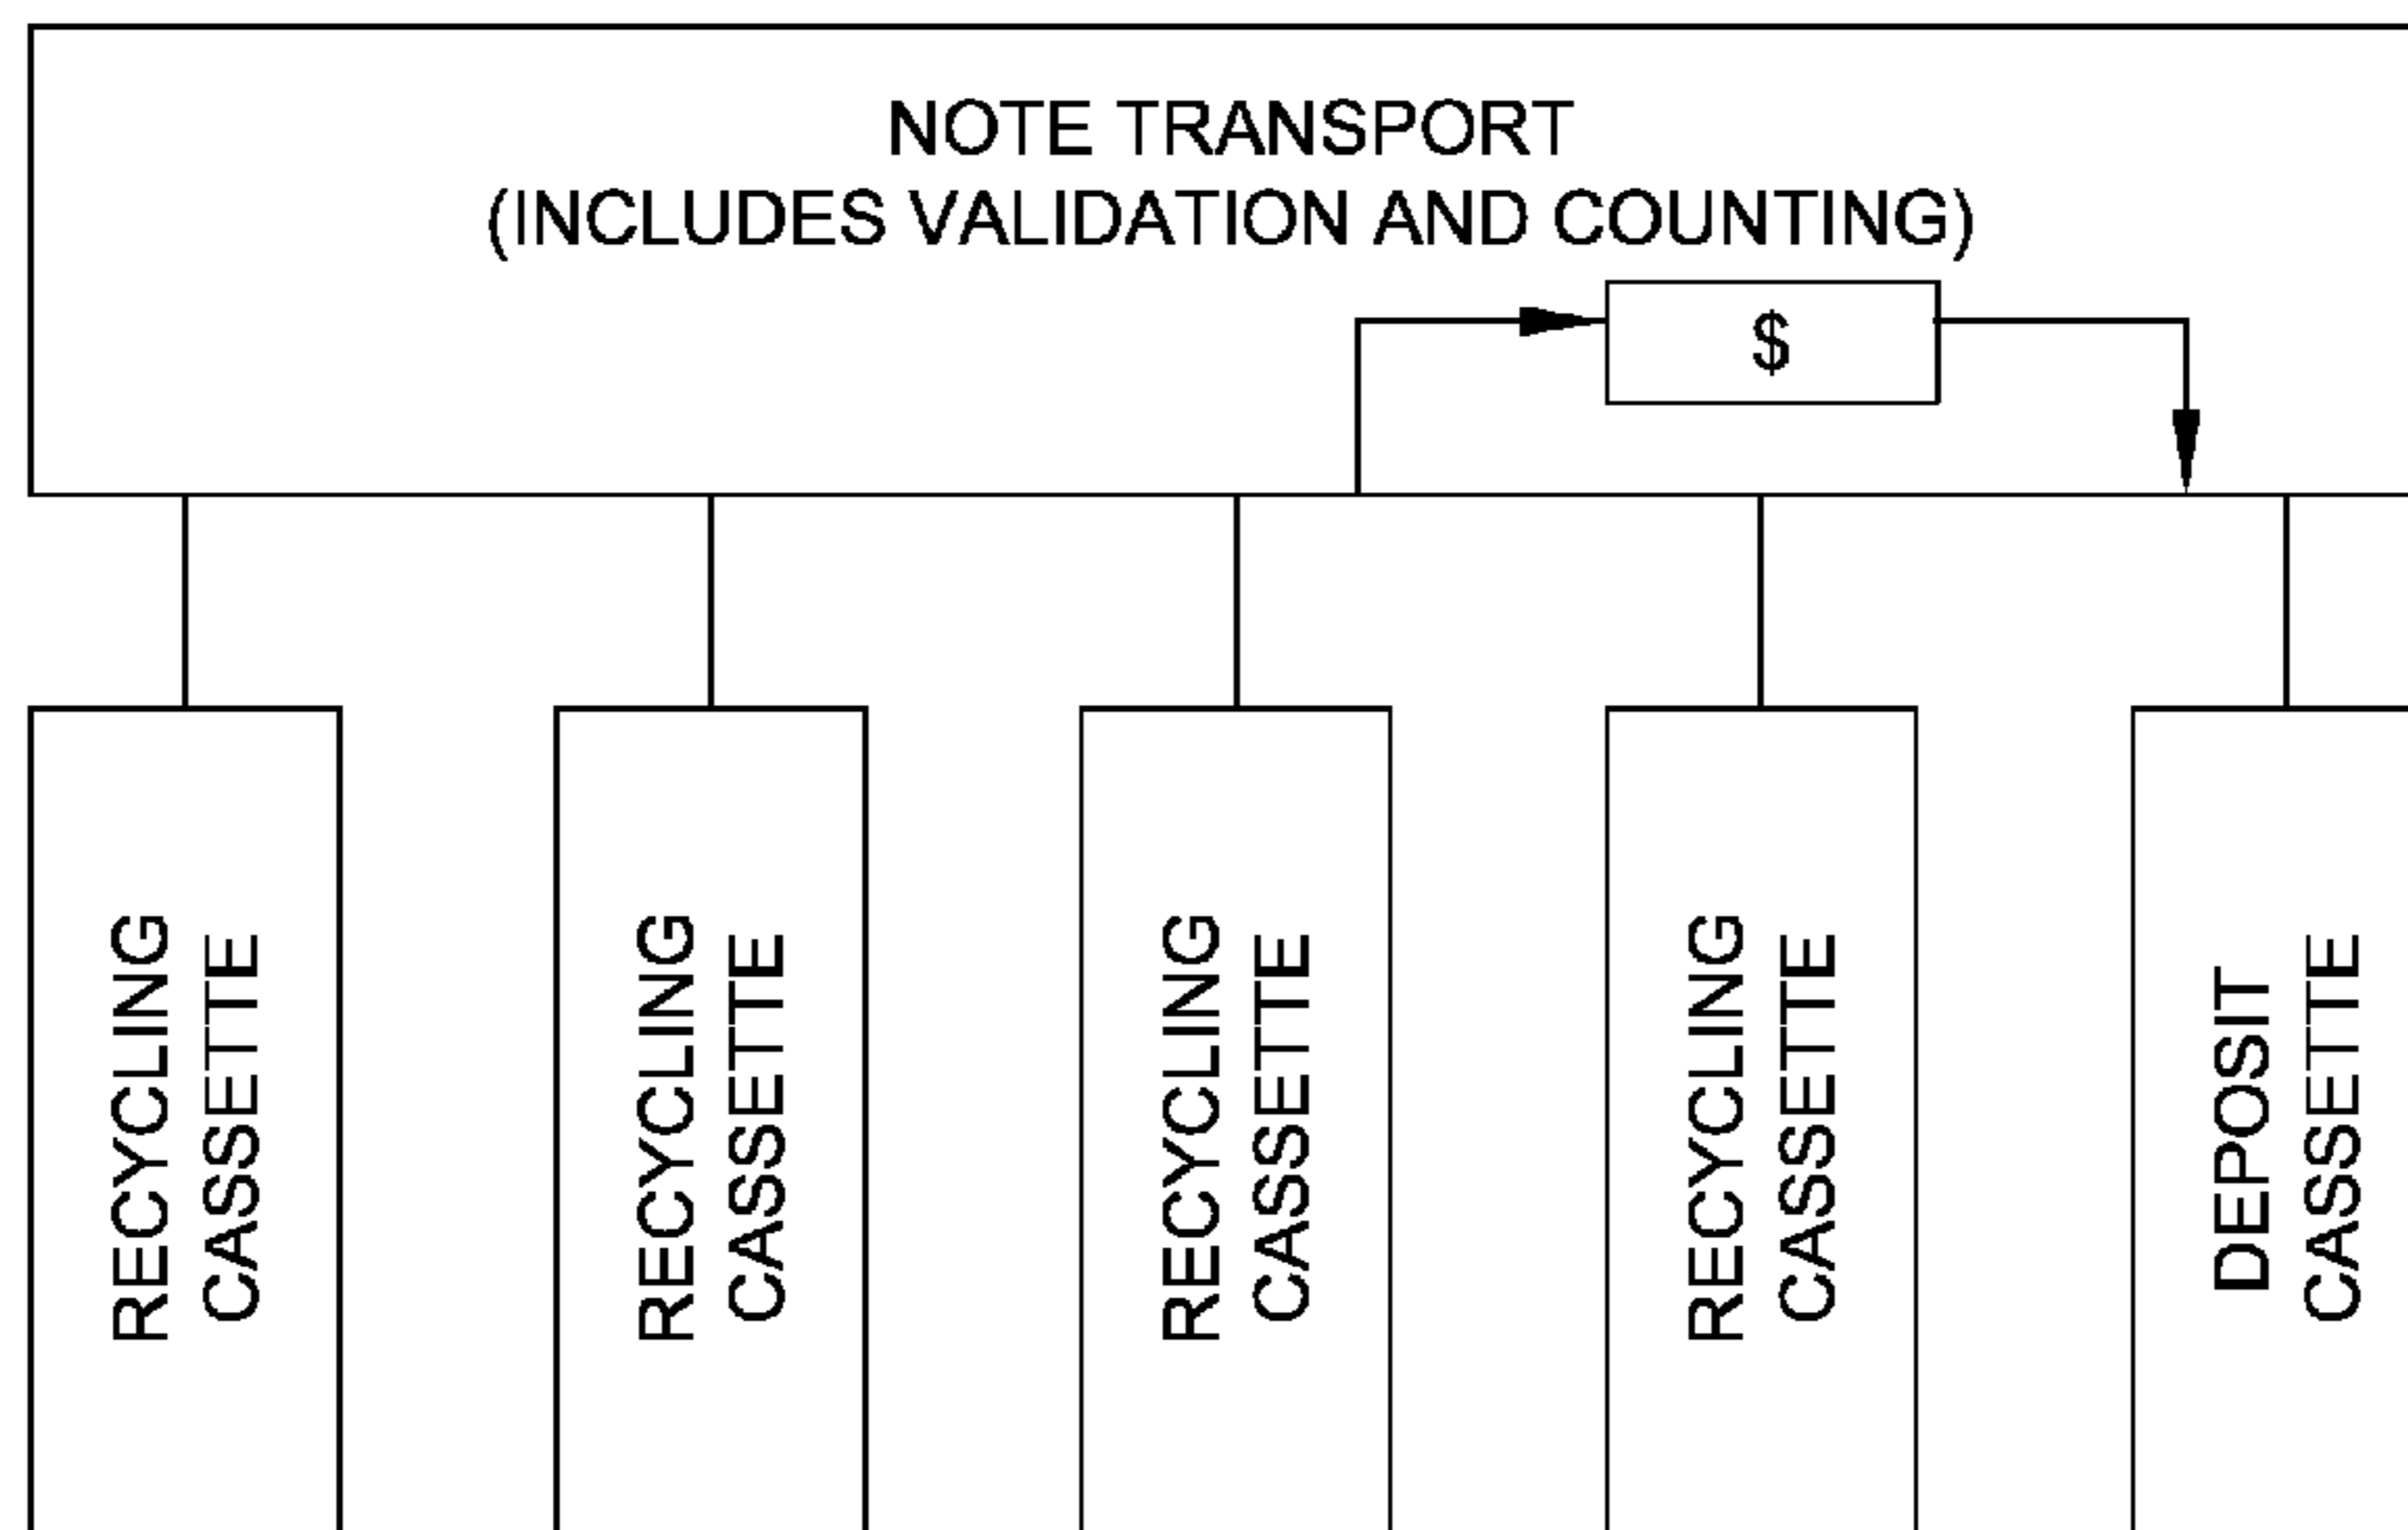 NOTE TRANSPORT
(INCLUDES VALIDATION AND COUNTING)
$
RECYCLING
CASSETTE
RECYCLING
CASSETTE
RECYCLING
CASSETTE
RECYCLING
CASSETTE
DEPOSIT
CASSETTE